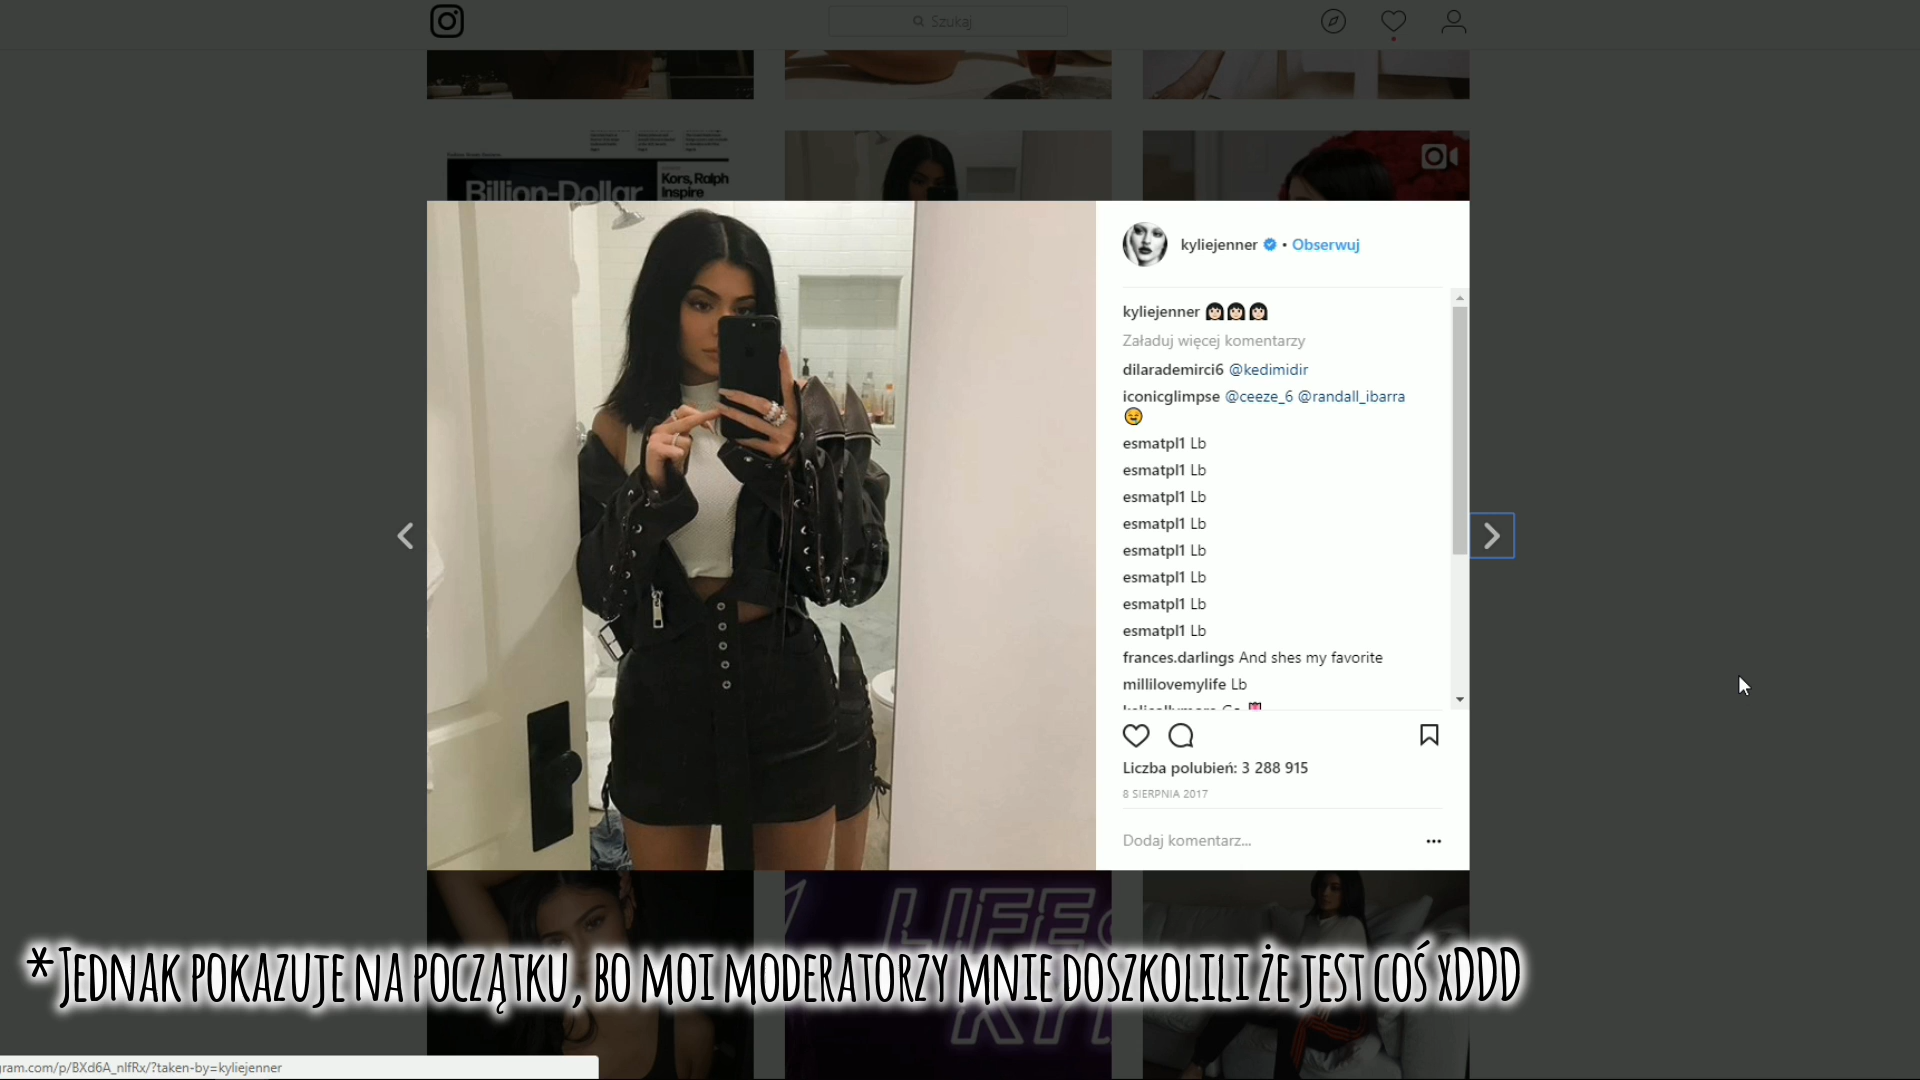 Szukaj
Billion-Dollar
Kors, Ralph
Inspire
kyliejenner • Obserwuj
kyliejenner
Załaduj więcej komentarzy
dilarademirci6 @kedimidir
iconicglimpse @ceeze_6 @randall_ibarra
esmatpl1 Lb
esmatpl1 Lb
esmatpl1 Lb
esmatpl1 Lb
esmatpl1 Lb
esmatpl1 Lb
esmatpl1 Lb
esmatpl1 Lb
frances.darlings And shes my favorite
millilovemylife Lb
Liczba polubień: 3 288 915
8 SIERPNIA 2017
Dodaj komentarz...
LIFE
KY
*Jednak pokazuje na początku, bo moi moderatorzy mnie doszkolili że jest coś xDDD
gram.com/p/BXd6A_nlfRx/?taken-by=kyliejenner